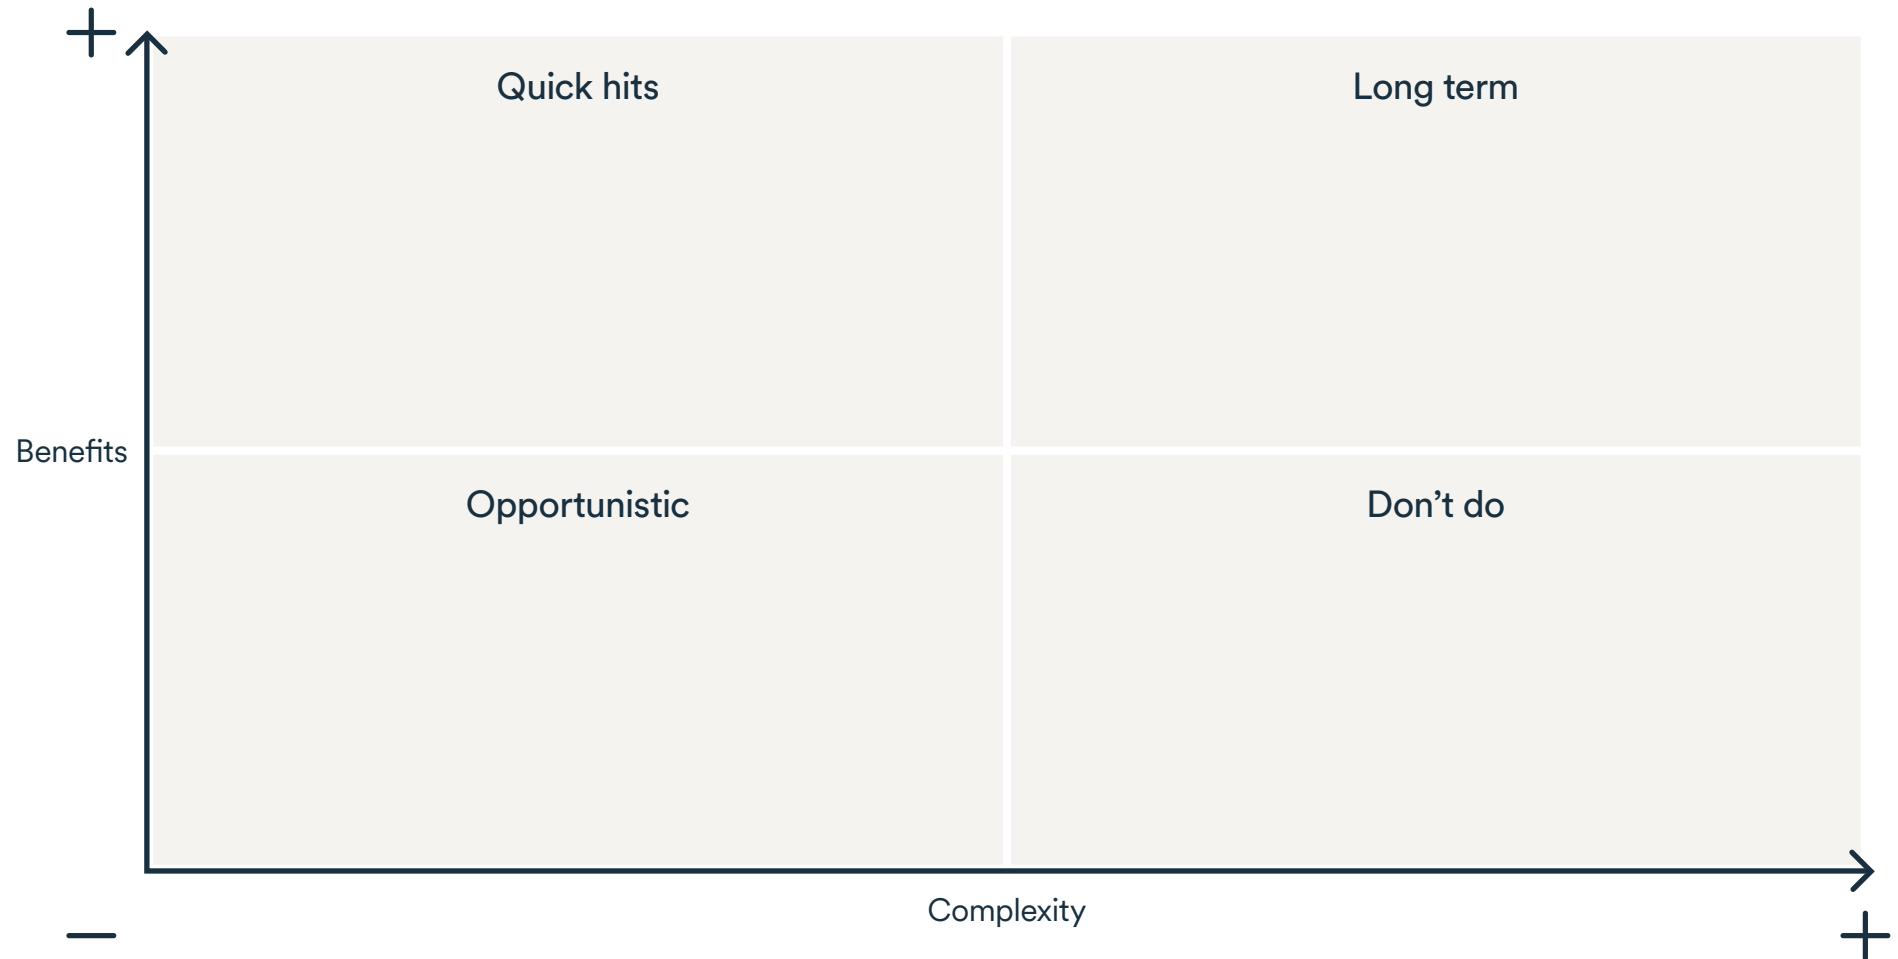 +
Quick hits
Long term
Benefits
Opportunistic
Don’t do
Complexity
—
+